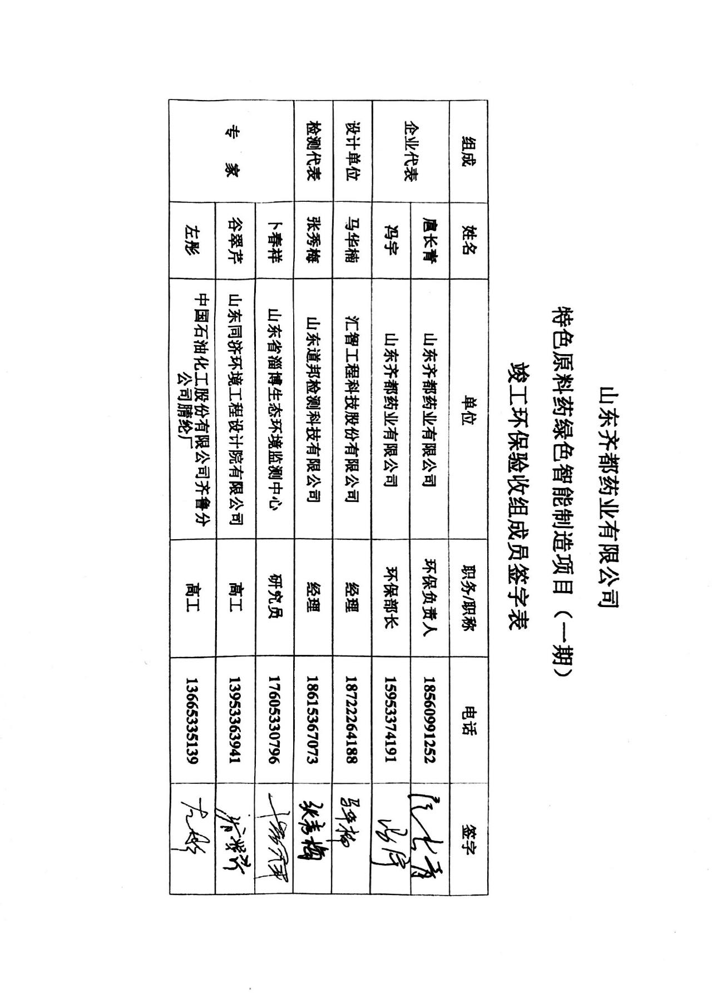 山东齐都药业有限公司
特色原料药绿色智能制造项目（一期）
竣工环保验收组成员签字表
组成 姓名 单位 职务/职称 电话 签字
企业代表 扈长青 山东齐都药业有限公司 环保负责人 18560991252
冯宇 山东齐都药业有限公司 环保部长 15953374191 冯宇
设计单位 马华楠 汇智工程科技股份有限公司 经理 18722264188 马华楠
检测代表 张秀梅 山东道邦检测科技有限公司 经理 18615367073 张秀梅
专家 卜春祥 山东省淄博生态环境监测中心 研究员 17605330796
谷翠芹 山东同济环境工程设计院有限公司 高工 13953363941
左彤 中国石油化工股份有限公司齐鲁分
公司腈纶厂 高工 13665335139 左彤